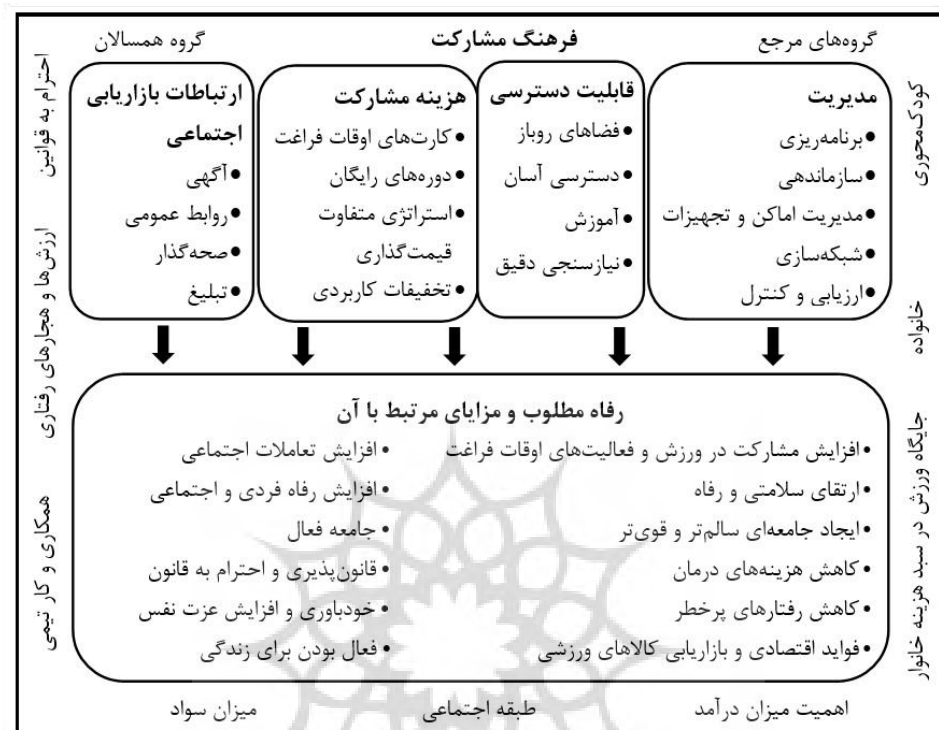 گروه‌های مرجع
فرهنگ مشارکت
گروه همسالان
کودک‌محوری
خانواده
جایگاه ورزش در سبد هزینه خانوار
مدیریت
•برنامه‌ریزی
•سازماندهی
•مدیریت اماکن و تجهیزات
•شبکه‌سازی
•ارزیابی و کنترل
قابلیت دسترسی
•فضاهای روباز
•دسترسی آسان
•آموزش
•نیازسنجی دقیق
هزینه مشارکت
•کارت‌های اوقات فراغت
•دوره‌های رایگان
•استراتژی متفاوت
قیمت‌گذاری
•تخفیفات کاربردی
ارتباطات بازاریابی
اجتماعی
•آگهی
•روابط عمومی
•صحه‌گذار
•تبلیغ
احترام به قوانین
ارزش‌ها و هجارهای رفتاری
همکاری و کار تیمی
رفاه مطلوب و مزایای مرتبط با آن
•افزایش مشارکت در ورزش و فعالیت‌های اوقات فراغت
•ارتقای سلامتی و رفاه
•ایجاد جامعه‌ای سالم‌تر و قوی‌تر
•کاهش هزینه‌های درمان
•کاهش رفتارهای پرخطر
•فواید اقتصادی و بازاریابی کالاهای ورزشی
•افزایش تعاملات اجتماعی
•افزایش رفاه فردی و اجتماعی
•جامعه فعال
•قانون‌پذیری و احترام به قانون
•خودباوری و افزایش عزت نفس
•فعال بودن برای زندگی
اهمیت میزان درآمد
طبقه اجتماعی
میزان سواد